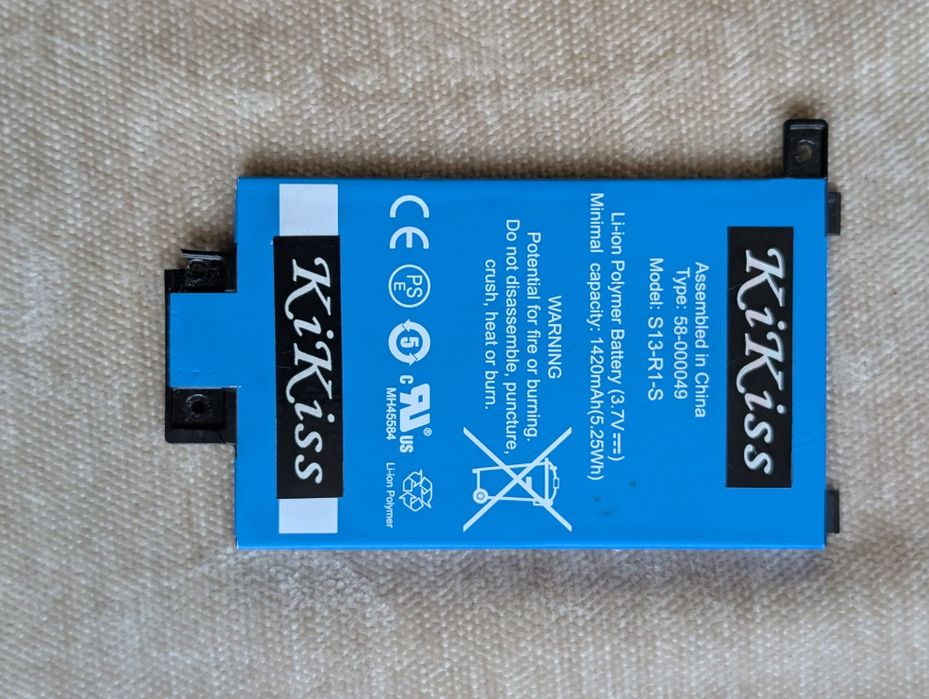 KiKiss
Assembled in China
Type: 58-000049
Model: S13-R1-S
Li-ion Polymer Battery (3.7V⎓)
Minimal capacity: 1420mAh(5.25Wh)
WARNING
Potential for fire or burning.
Do not disassemble, puncture,
crush, heat or burn.
CE PS E 5 c RU ® US
MH45584
Li-ion Polymer
KiKiss